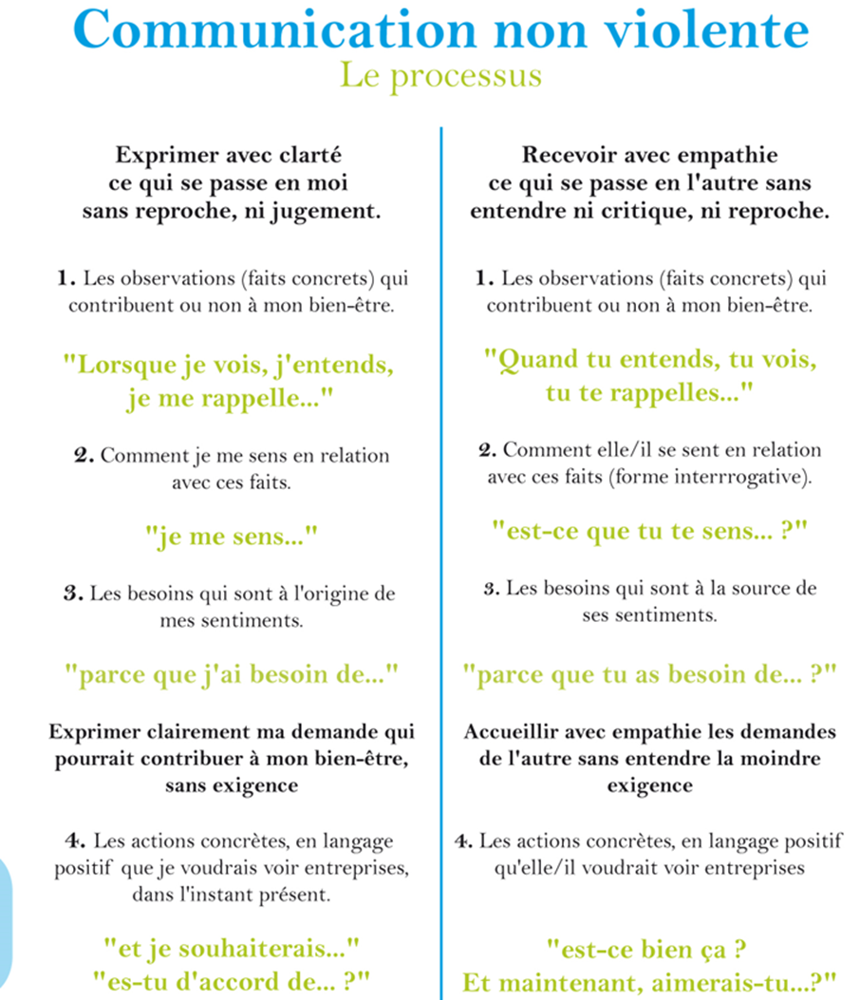 Communication non violente
Le processus
Exprimer avec clarté
ce qui se passe en moi
sans reproche, ni jugement.
1. Les observations (faits concrets) qui
contribuent ou non à mon bien-être.
"Lorsque je vois, j'entends,
je me rappelle..."
2. Comment je me sens en relation
avec ces faits.
"je me sens..."
3. Les besoins qui sont à l'origine de
mes sentiments.
"parce que j'ai besoin de..."
Exprimer clairement ma demande qui
pourrait contribuer à mon bien-être,
sans exigence
4. Les actions concrètes, en langage
positif que je voudrais voir entreprises,
dans l'instant présent.
"et je souhaiterais..."
"es-tu d'accord de... ?"
Recevoir avec empathie
ce qui se passe en l'autre sans
entendre ni critique, ni reproche.
1. Les observations (faits concrets) qui
contribuent ou non à mon bien-être.
"Quand tu entends, tu vois,
tu te rappelles..."
2. Comment elle/il se sent en relation
avec ces faits (forme interrrogative).
"est-ce que tu te sens... ?"
3. Les besoins qui sont à la source de
ses sentiments.
"parce que tu as besoin de... ?"
Accueillir avec empathie les demandes
de l'autre sans entendre la moindre
exigence
4. Les actions concrètes, en langage positif
qu'elle/il voudrait voir entreprises
"est-ce bien ça ?
Et maintenant, aimerais-tu...?"